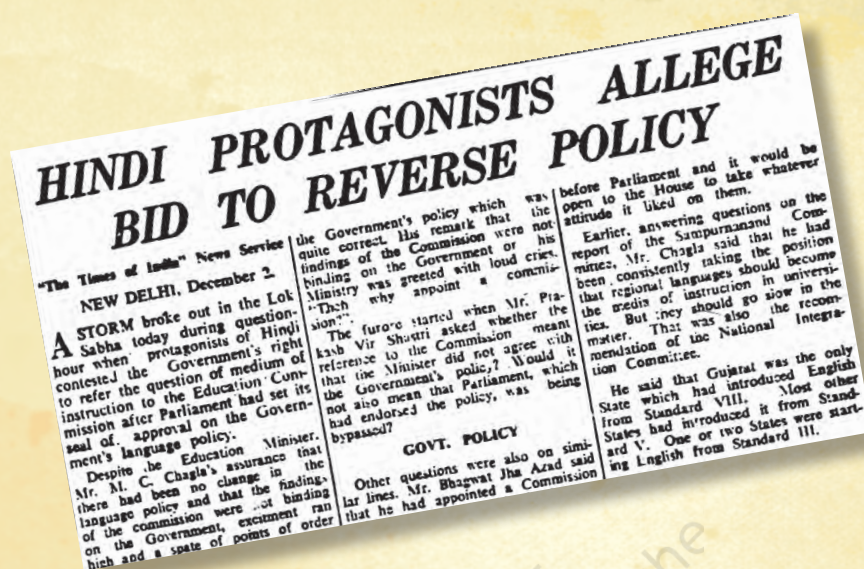 HINDI PROTAGONISTS ALLEGE
BID TO REVERSE POLICY
"The Times of India" News Service
NEW DELHI, December 2.
A STORM broke out in the Lok
Sabha today during question-
hour when protagonists of Hindi
contested the Government's right
to refer the question of medium of
instruction to the Education Com-
mission after Parliament had set its
seal of approval on the Govern-
ment's language policy.
Despite the Education Minister,
Mr. M. C. Chagla's assurance that
there had been no change in the
language policy and that the findings
of the commission were not binding
on the Government, excitment ran
high and a spate of points of order
the Government's policy which was
quite correct. His remark that the
findings of the Commission were not
binding on the Government or his
Ministry was greeted with loud cries.
"Then why appoint a commis-
sion?".
The furore started when Mr. Pra-
kash Vir Shastri asked whether the
reference to the Commission meant
that the Minister did not agree with
the Government's policy? Would it
not also mean that Parliament, which
had endorsed the policy, was being
bypassed?
GOVT. POLICY
Other questions were also on simi-
lar lines. Mr. Bhagwat Jha Azad said
that he had appointed a Commission
before Parliament and it would be
open to the House to take whatever
attitude it liked on them.
Earlier, answering questions on the
report of the Sampurnanand Com-
mittee, Mr. Chagla said that he had
been consistently taking the position
that regional languages should become
the media of instruction in universi-
ties. But they should go slow in the
matter. That was also the recom-
mendation of the National Integra-
tion Committee.
He said that Gujarat was the only
State which had introduced English
from Standard VIII. Most other
States had introduced it from Stand-
ard V. One or two States were start-
ing English from Standard III.
he